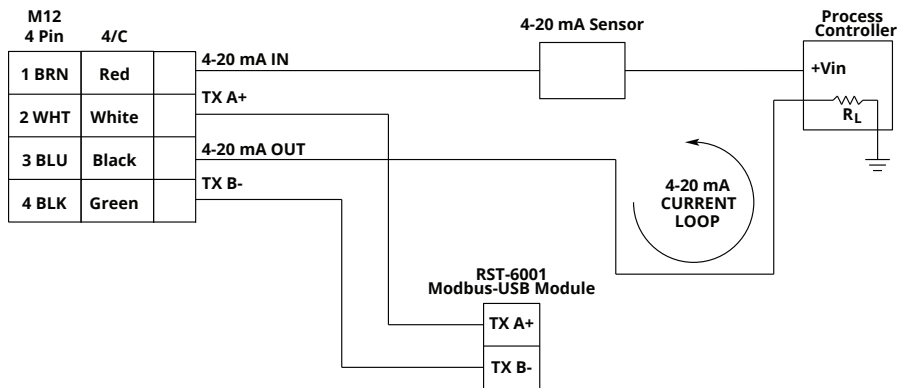 M12
4 Pin 4/C
1 BRN Red
2 WHT White
3 BLU Black
4 BLK Green
4-20 mA IN
TX A+
4-20 mA OUT
TX B-
4-20 mA Sensor
Process
Controller
+Vin
RL
4-20 mA
CURRENT
LOOP
RST-6001
Modbus-USB Module
TX A+
TX B-